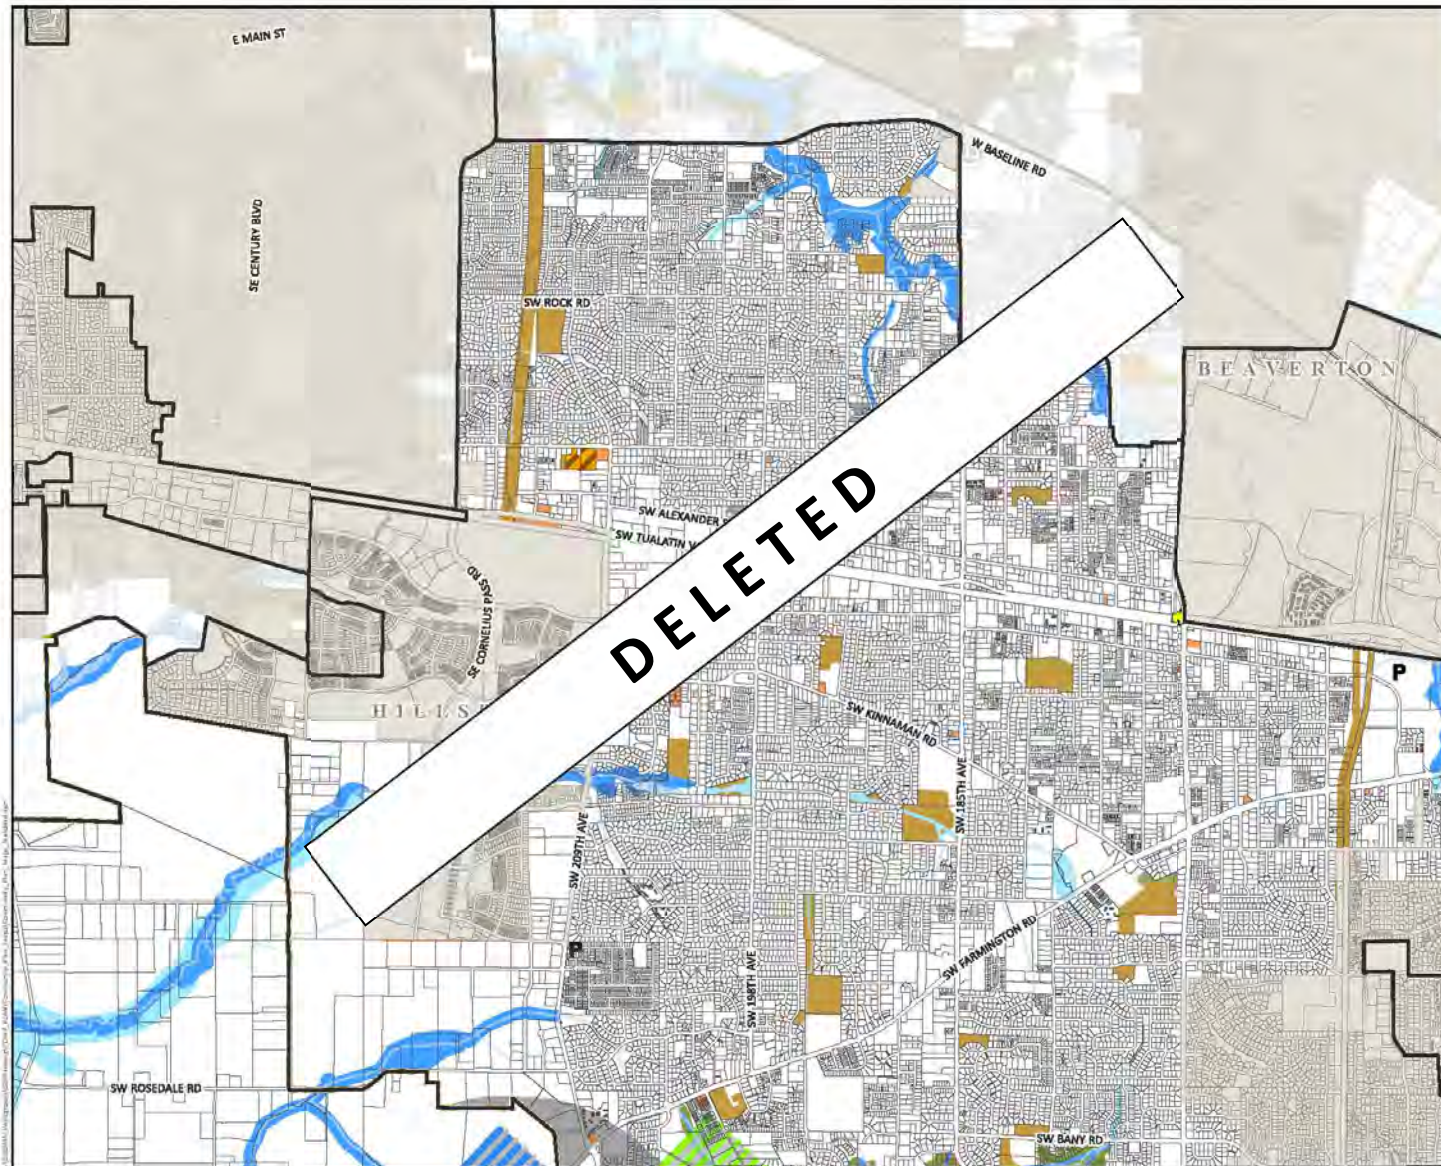 E MAIN ST
W BASELINE RD
SE CENTURY BLVD
SW ROCK RD
BEAVERTON
SW ALEXANDER
SW TUALATIN V
DELETED
SE CORNELIUS PASS RD
P
HILLS
SW KINNAMAN RD
SW 185TH AVE
SW 209TH AVE
P
SW FARMINGTON RD
SW 198TH AVE
SW ROSEDALE RD
SW BANY RD